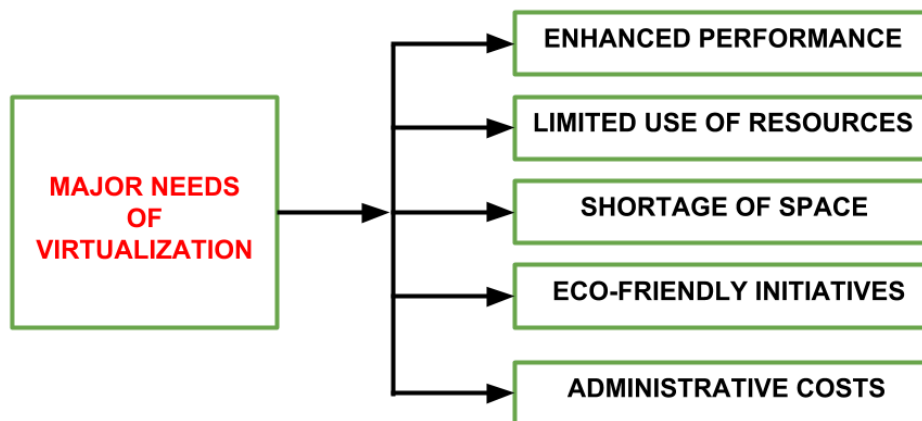 MAJOR NEEDS
OF
VIRTUALIZATION
ENHANCED PERFORMANCE
LIMITED USE OF RESOURCES
SHORTAGE OF SPACE
ECO-FRIENDLY INITIATIVES
ADMINISTRATIVE COSTS